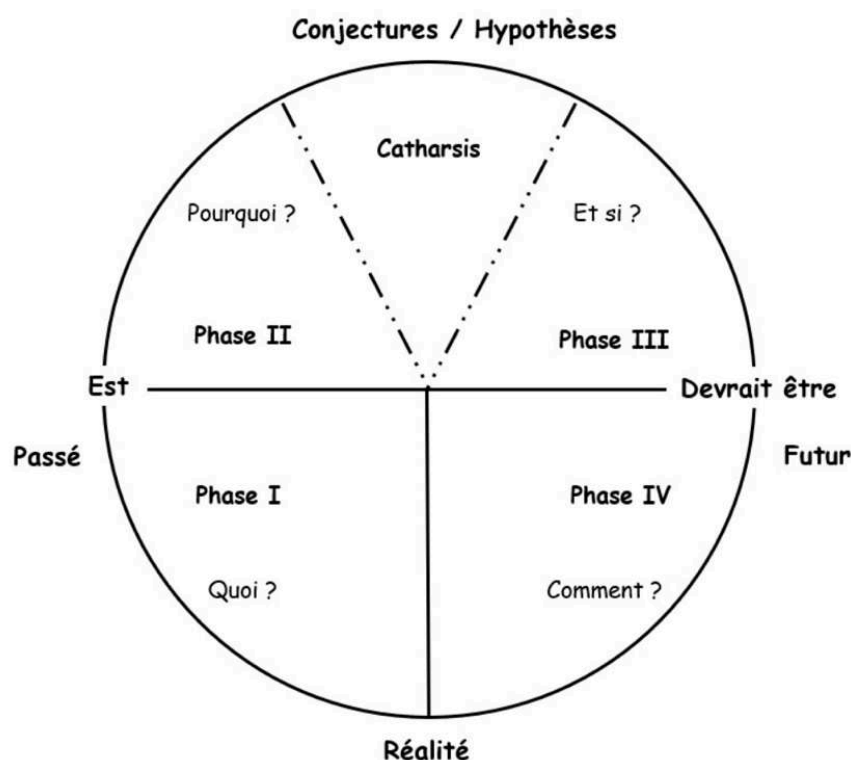 Conjectures / Hypothèses
Catharsis
Pourquoi ?
Et si ?
Phase II
Phase III
Est
Devrait être
Passé
Futur
Phase I
Phase IV
Quoi ?
Comment ?
Réalité